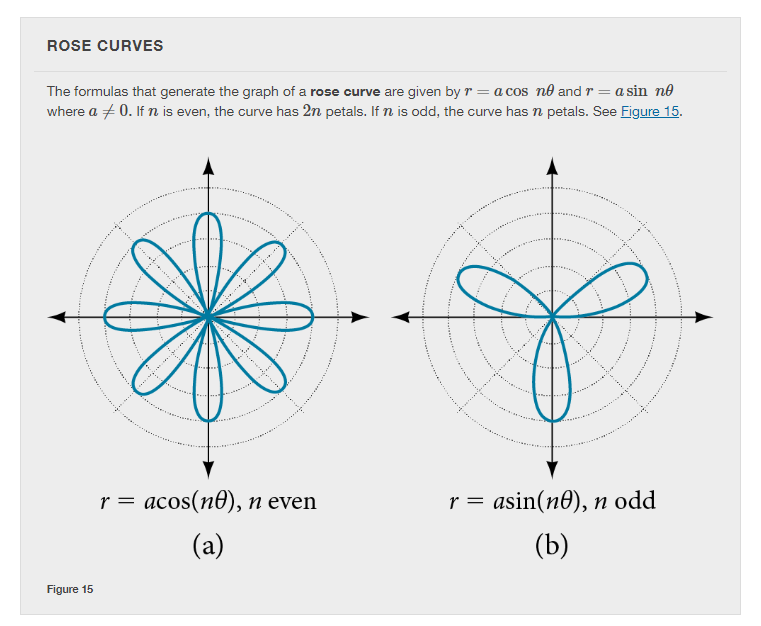 ROSE CURVES
The formulas that generate the graph of a rose curve are given by r = a cos nθ and r = a sin nθ
where a ≠ 0. If n is even, the curve has 2n petals. If n is odd, the curve has n petals. See Figure 15.
r = acos(nθ), n even
r = asin(nθ), n odd
(a)
(b)
Figure 15